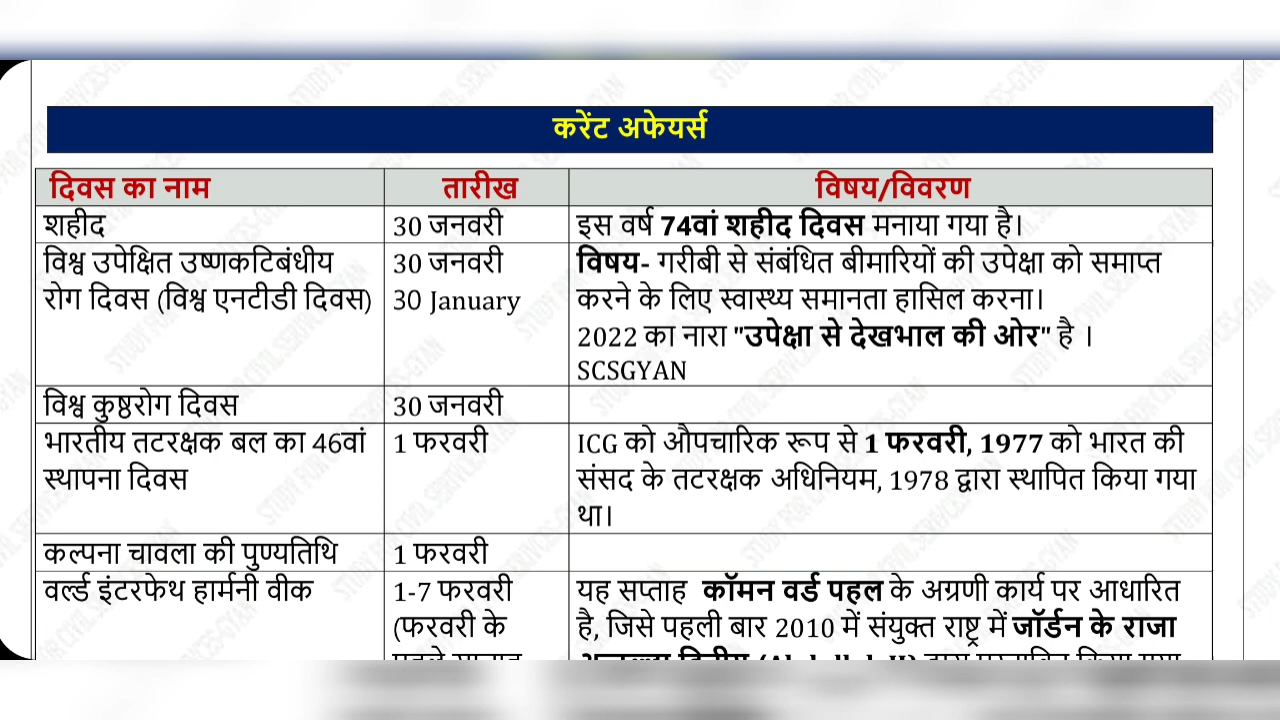 करेंट अफेयर्स
दिवस का नाम तारीख विषय/विवरण
शहीद 30 जनवरी इस वर्ष 74वां शहीद दिवस मनाया गया है।
विश्व उपेक्षित उष्णकटिबंधीय 30 जनवरी विषय- गरीबी से संबंधित बीमारियों की उपेक्षा को समाप्त
रोग दिवस (विश्व एनटीडी दिवस) 30 January करने के लिए स्वास्थ्य समानता हासिल करना।
2022 का नारा "उपेक्षा से देखभाल की ओर" है ।
SCSGYAN
विश्व कुष्ठरोग दिवस 30 जनवरी
भारतीय तटरक्षक बल का 46वां 1 फरवरी ICG को औपचारिक रूप से 1 फरवरी, 1977 को भारत की
स्थापना दिवस संसद के तटरक्षक अधिनियम, 1978 द्वारा स्थापित किया गया
था।
कल्पना चावला की पुण्यतिथि 1 फरवरी
वर्ल्ड इंटरफेथ हार्मनी वीक 1-7 फरवरी यह सप्ताह कॉमन वर्ड पहल के अग्रणी कार्य पर आधारित
(फरवरी के है, जिसे पहली बार 2010 में संयुक्त राष्ट्र में जॉर्डन के राजा